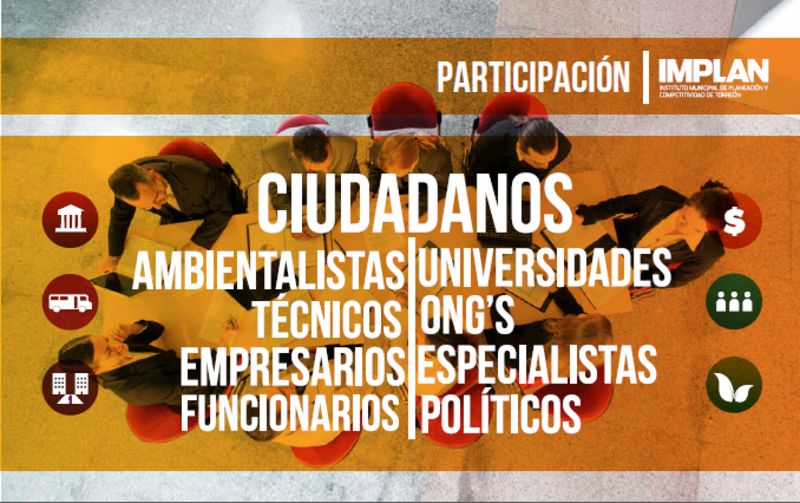 PARTICIPACIÓN
IMPLAN
INSTITUTO MUNICIPAL DE PLANEACIÓN Y
COMPETITIVIDAD DE TORREÓN
CIUDADANOS
AMBIENTALISTAS
TÉCNICOS
EMPRESARIOS
FUNCIONARIOS
UNIVERSIDADES
ONG'S
ESPECIALISTAS
POLÍTICOS
$